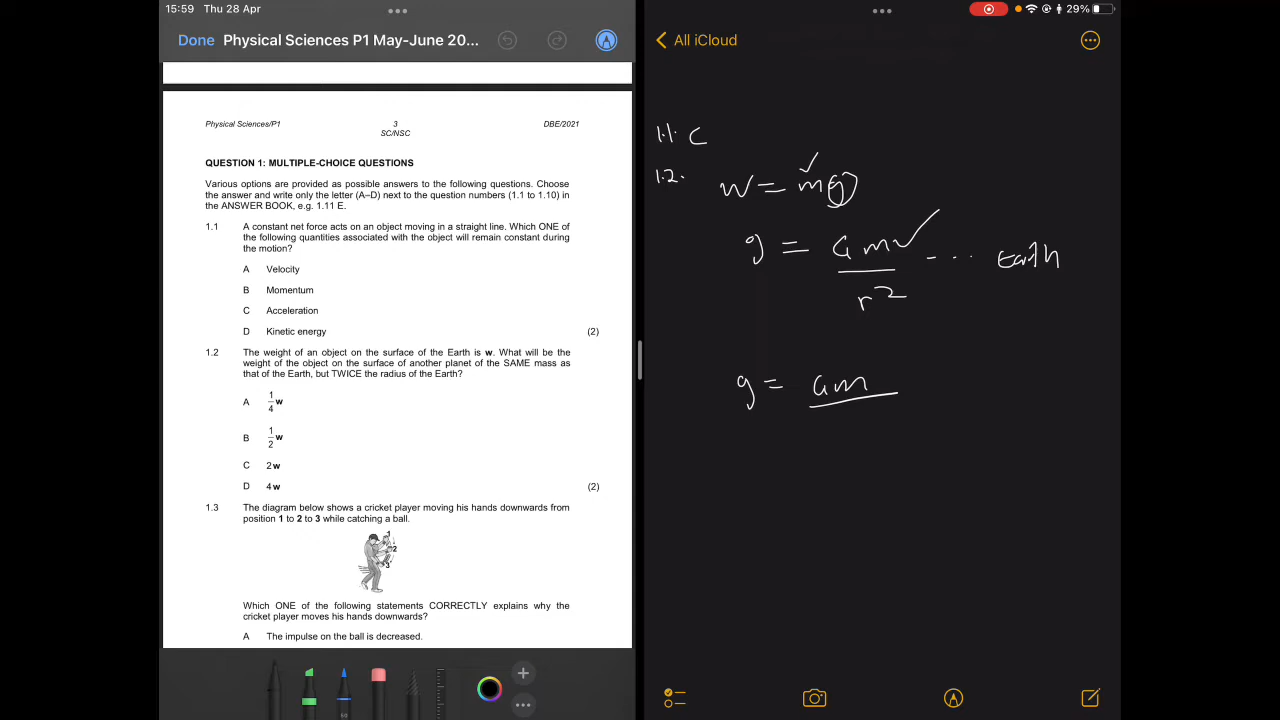 15:59 Thu 28 Apr
29%
Done Physical Sciences P1 May-June 20...
All iCloud
Physical Sciences/P1 3 DBE/2021
SC/NSC
QUESTION 1: MULTIPLE-CHOICE QUESTIONS
Various options are provided as possible answers to the following questions. Choose
the answer and write only the letter (A–D) next to the question numbers (1.1 to 1.10) in
the ANSWER BOOK, e.g. 1.11 E.
1.1 A constant net force acts on an object moving in a straight line. Which ONE of
the following quantities associated with the object will remain constant during
the motion?
A Velocity
B Momentum
C Acceleration
D Kinetic energy (2)
1.2 The weight of an object on the surface of the Earth is w. What will be the
weight of the object on the surface of another planet of the SAME mass as
that of the Earth, but TWICE the radius of the Earth?
A 1/4 w
B 1/2 w
C 2w
D 4w (2)
1.3 The diagram below shows a cricket player moving his hands downwards from
position 1 to 2 to 3 while catching a ball.
1
2
3
Which ONE of the following statements CORRECTLY explains why the
cricket player moves his hands downwards?
A The impulse on the ball is decreased.
1.1. C
1.2. w = mg
g = Gm / r² ... Earth
g = Gm